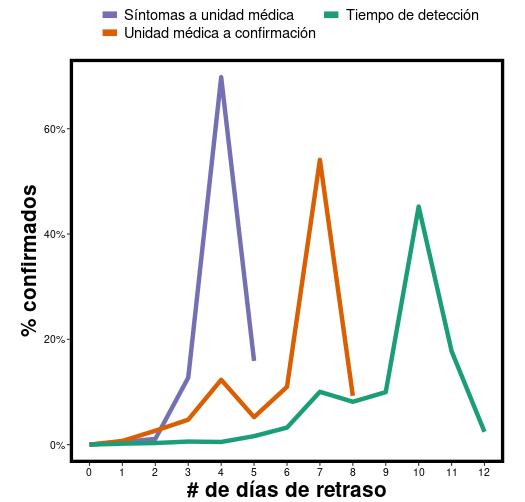 Síntomas a unidad médica
Tiempo de detección
Unidad médica a confirmación
60%
40%
20%
0%
% confirmados
0 1 2 3 4 5 6 7 8 9 10 11 12
# de días de retraso